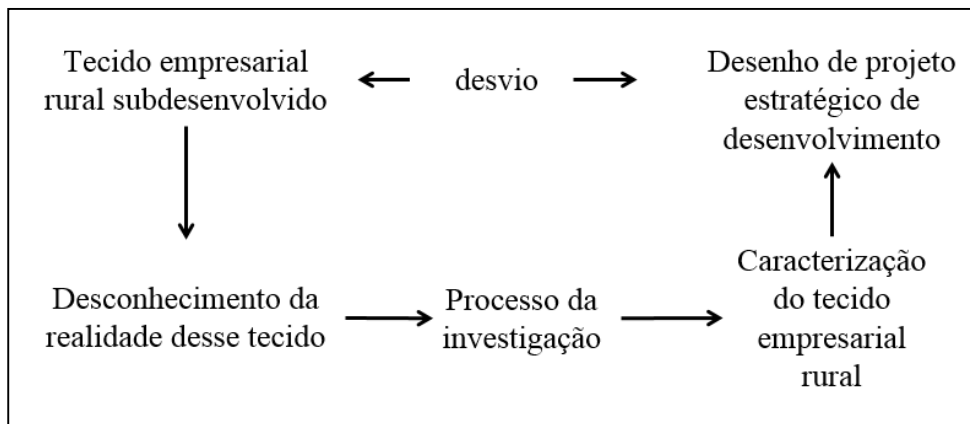 Tecido empresarial
rural subdesenvolvido
desvio
Desenho de projeto
estratégico de
desenvolvimento
Desconhecimento da
realidade desse tecido
Processo da
investigação
Caracterização
do tecido
empresarial
rural